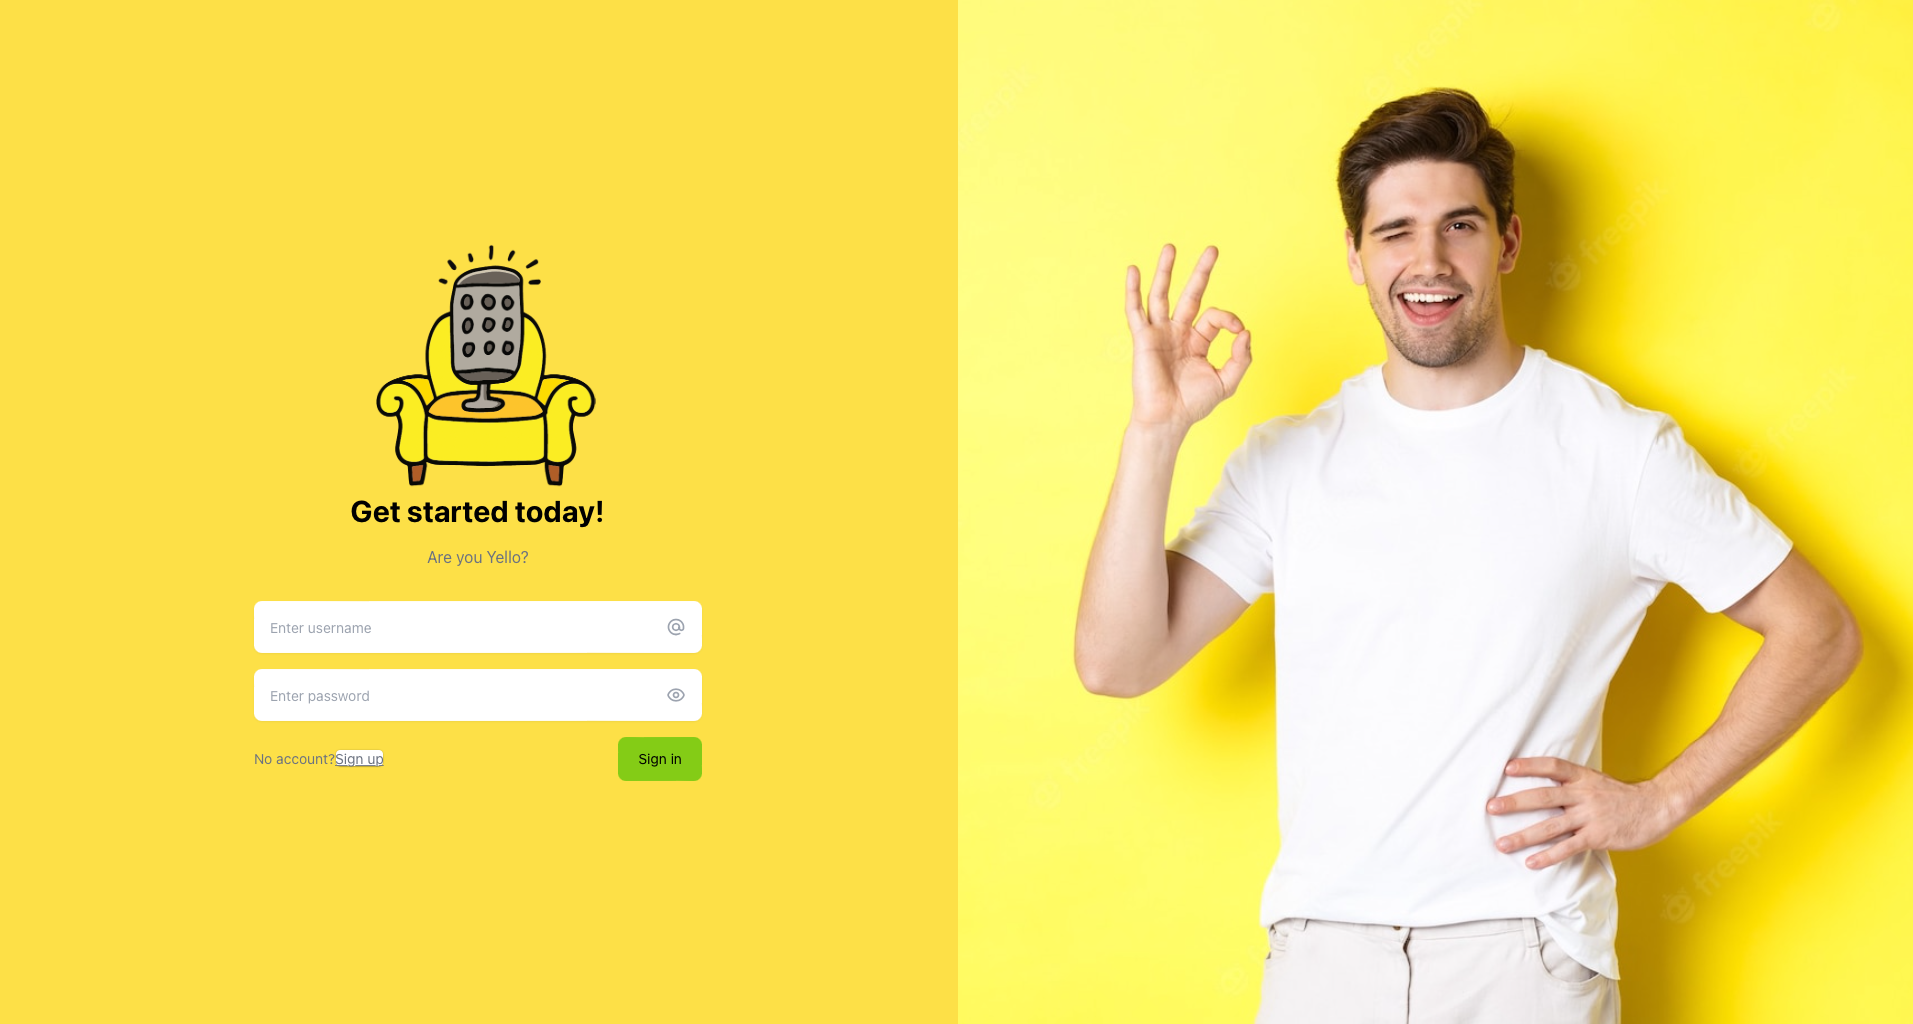 Get started today!
Are you Yello?
Enter username
Enter password
No account?Sign up
Sign in
freepik
freepik
freepik
freepik
freepik
freepik